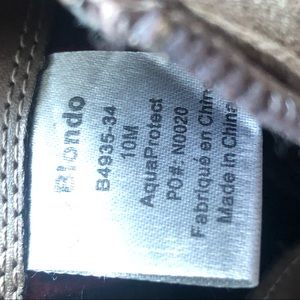 Blondo
B4935-34
10M
AquaProtect
PO#: N0020
Fabriqué en Chine
Made in China